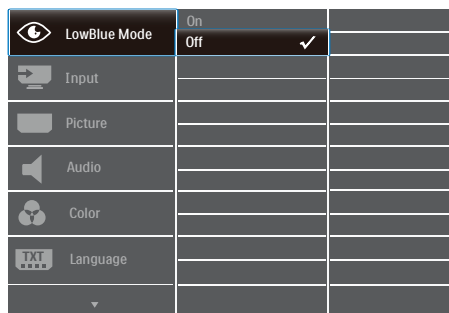 LowBlue Mode
On
Off
Input
Picture
Audio
Color
TXT
Language